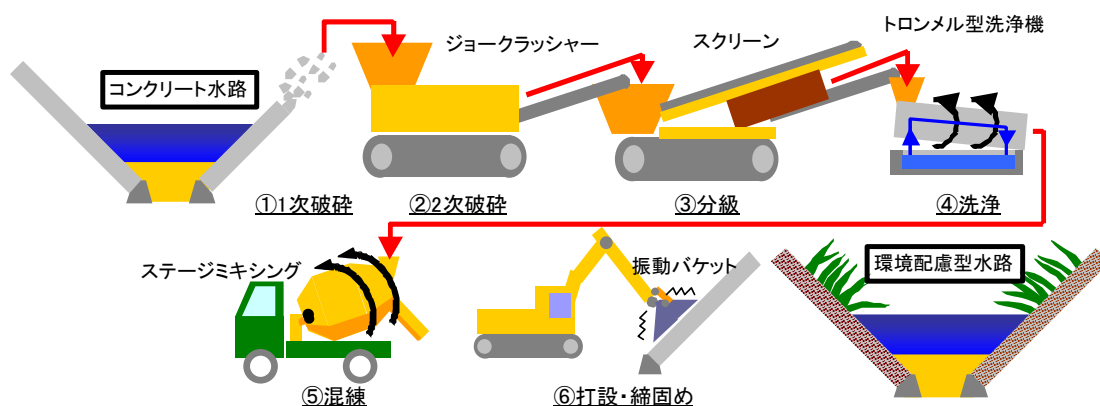 コンクリート水路
ジョークラッシャー
スクリーン
トロンメル型洗浄機
①1次破砕
②2次破砕
③分級
④洗浄
ステージミキシング
振動バケット
環境配慮型水路
⑤混練
⑥打設・締固め